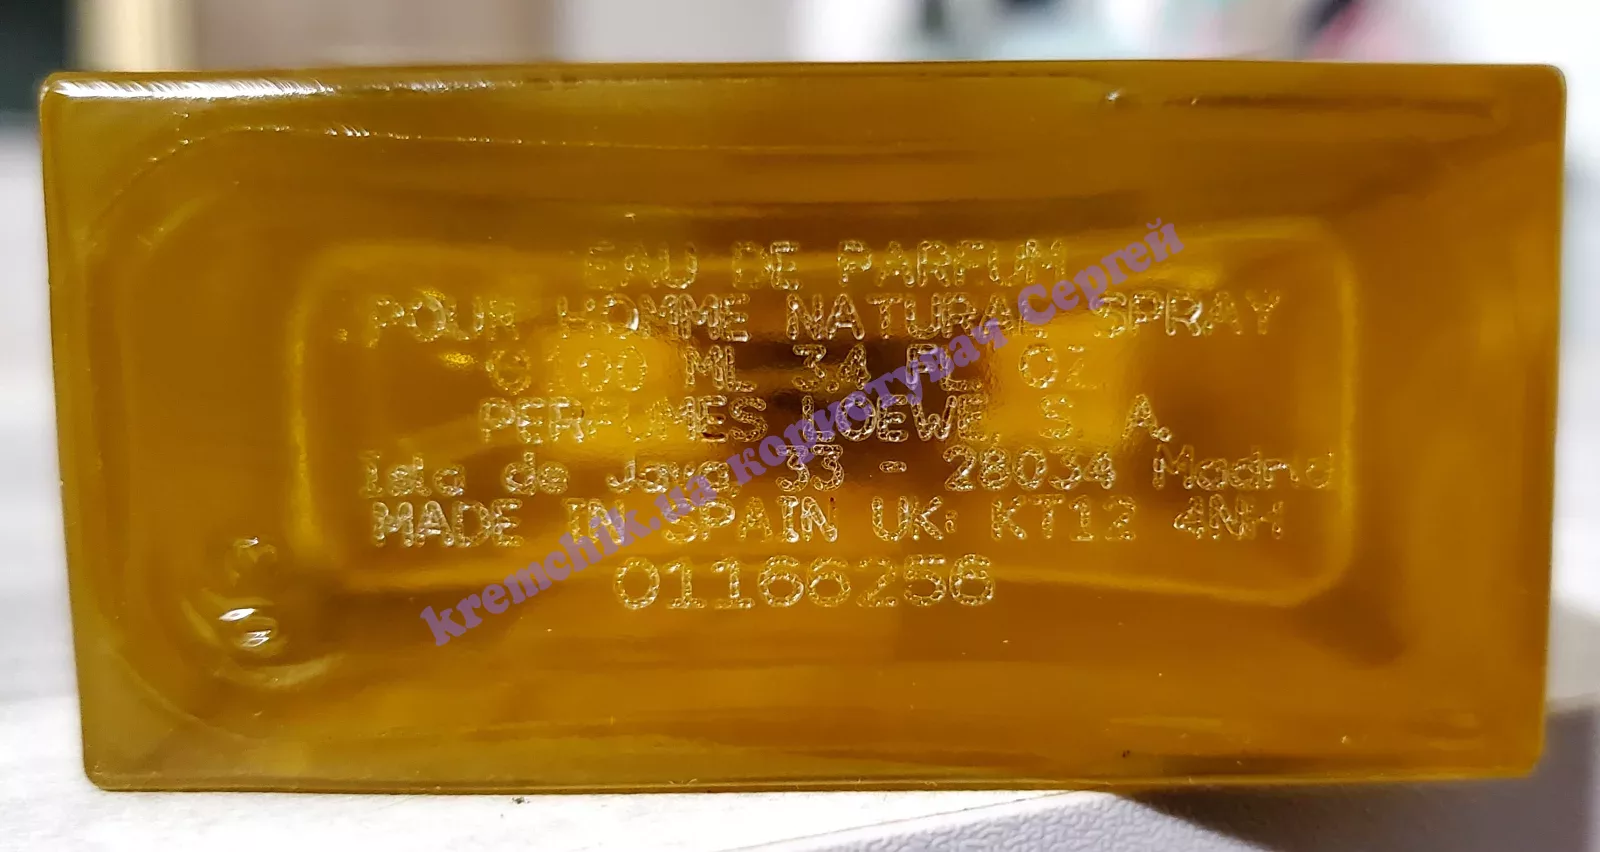 EAU DE PARFUM
POUR HOMME NATURAL SPRAY
℮ 100 ML 3,4 FL. OZ.
PERFUMES LOEWE, S. A.
Isla de Java, 33 - 28034 Madrid
MADE IN SPAIN UK: KT12 4NH
01166256
kremchik.ua користувач Сергей